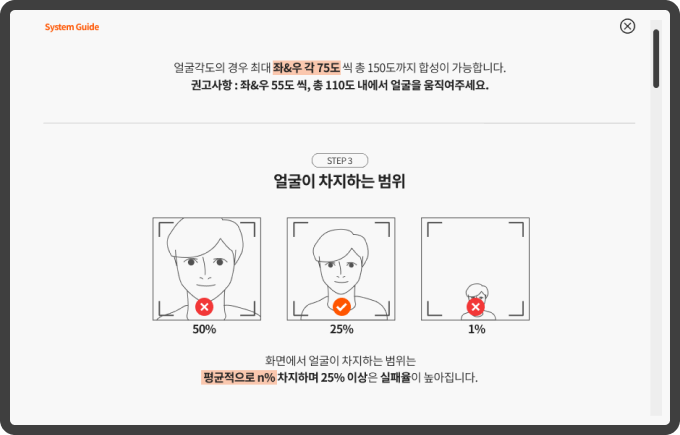 System Guide
얼굴각도의 경우 최대 좌&우 각 75도 씩 총 150도까지 합성이 가능합니다.
권고사항 : 좌&우 55도 씩, 총 110도 내에서 얼굴을 움직여주세요.
STEP 3
얼굴이 차지하는 범위
50% 25% 1%
화면에서 얼굴이 차지하는 범위는
평균적으로 n% 차지하며 25% 이상은 실패율이 높아집니다.